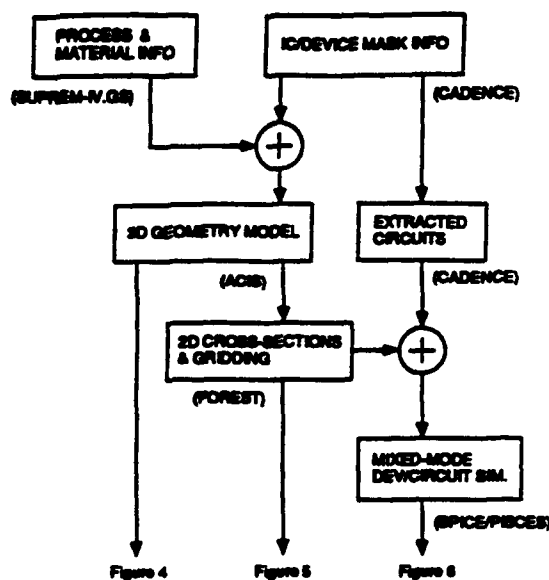 PROCESS &
MATERIAL INFO
IC/DEVICE MASK INFO
(SUPREM-IV.GS)
(CADENCE)
3D GEOMETRY MODEL
EXTRACTED
CIRCUITS
(ACIS)
(CADENCE)
2D CROSS-SECTIONS
& GRIDDING
(FOREST)
MIXED-MODE
DEV/CIRCUIT SIM.
(SPICE/PISCES)
Figure 4
Figure 5
Figure 6